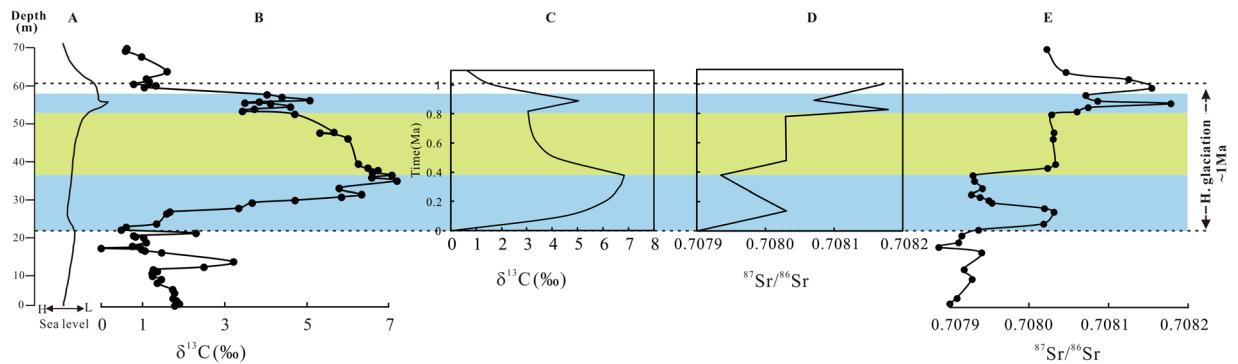 Depth
(m)
A
B
C
D
E
70
60
50
40
30
20
10
0
H
L
Sea level
0
1
3
5
7
δ13C(‰)
Time(Ma)
1
0.8
0.6
0.4
0.2
0
0 1 2 3 4 5 6 7 8
δ13C(‰)
0.7079 0.7080 0.7081 0.7082
87Sr/86Sr
0.7079 0.7080 0.7081 0.7082
87Sr/86Sr
H. glaciation
~1Ma